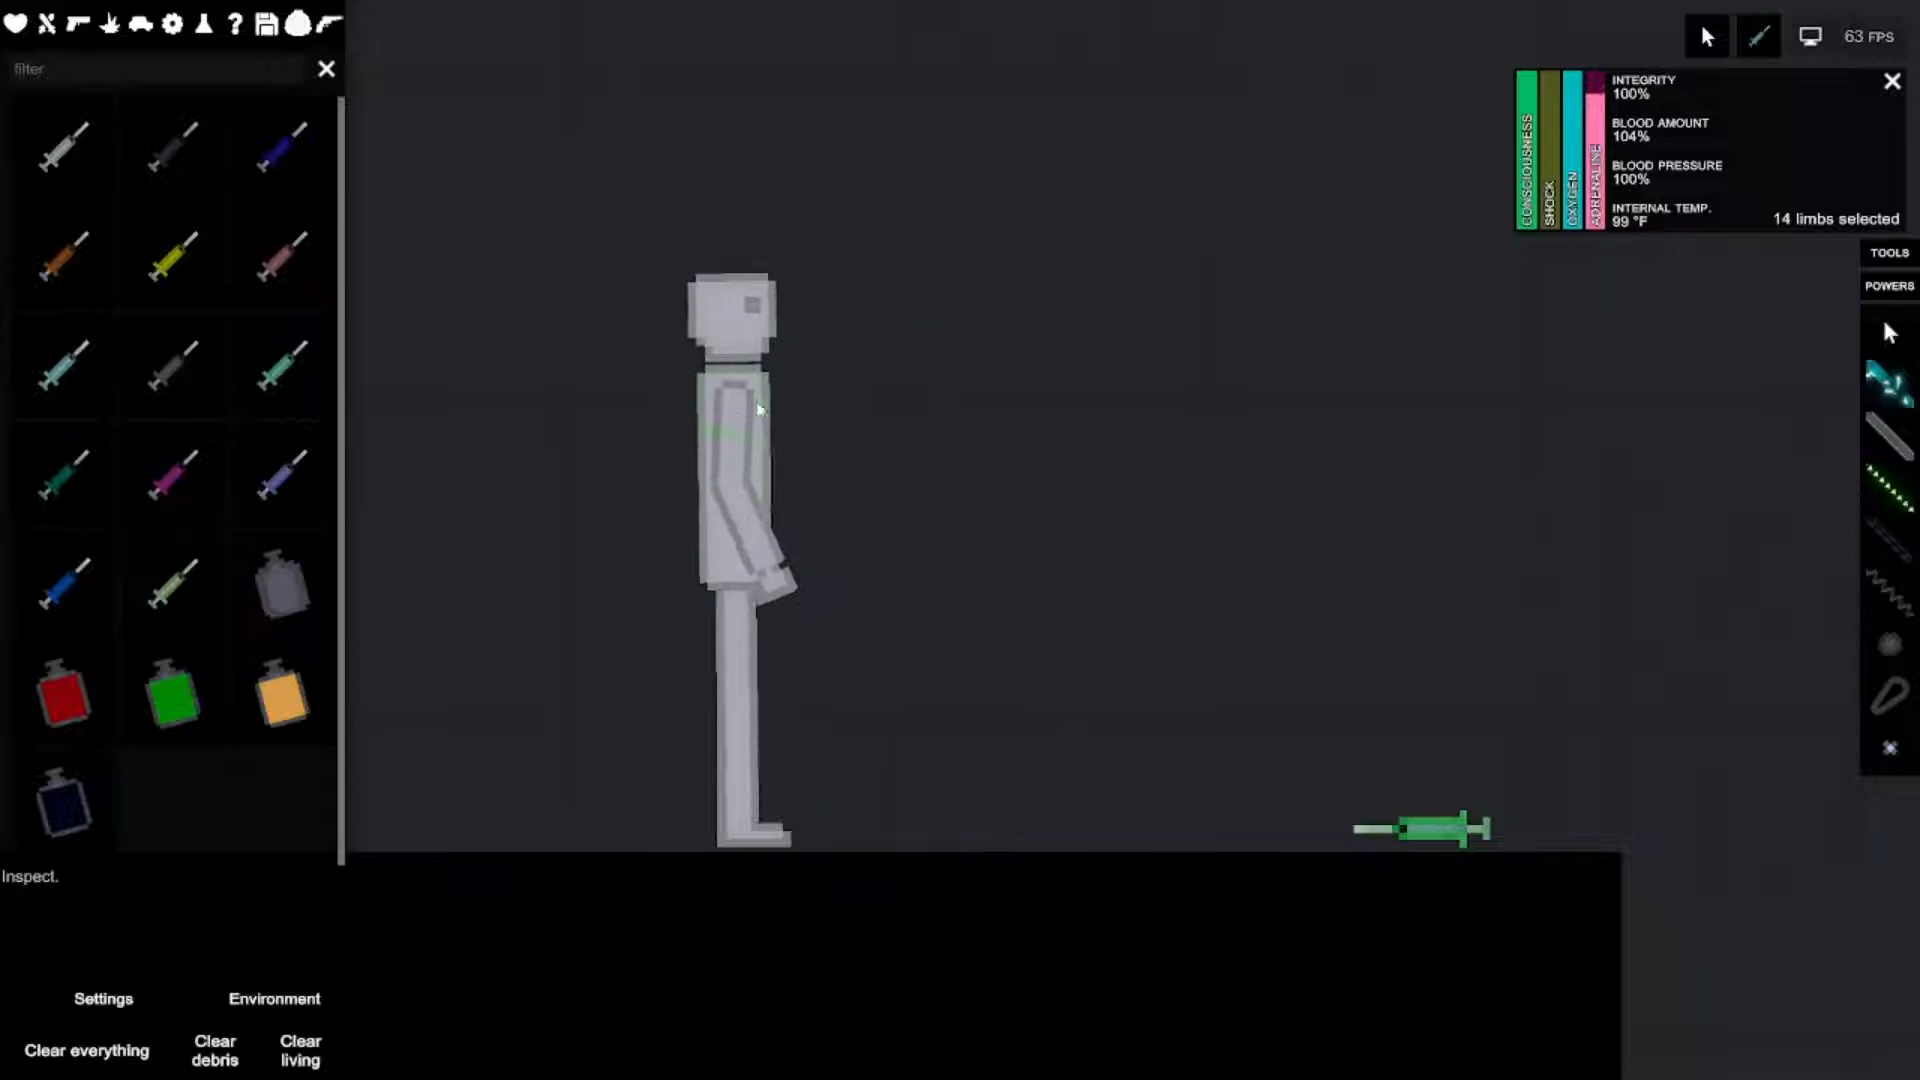 filter
63 FPS
INTEGRITY
100%
BLOOD AMOUNT
104%
BLOOD PRESSURE
100%
INTERNAL TEMP.
99 °F
14 limbs selected
CONSCIOUSNESS
SHOCK
OXYGEN
ADRENALINE
TOOLS
POWERS
Inspect.
Settings
Environment
Clear everything
Clear debris
Clear living